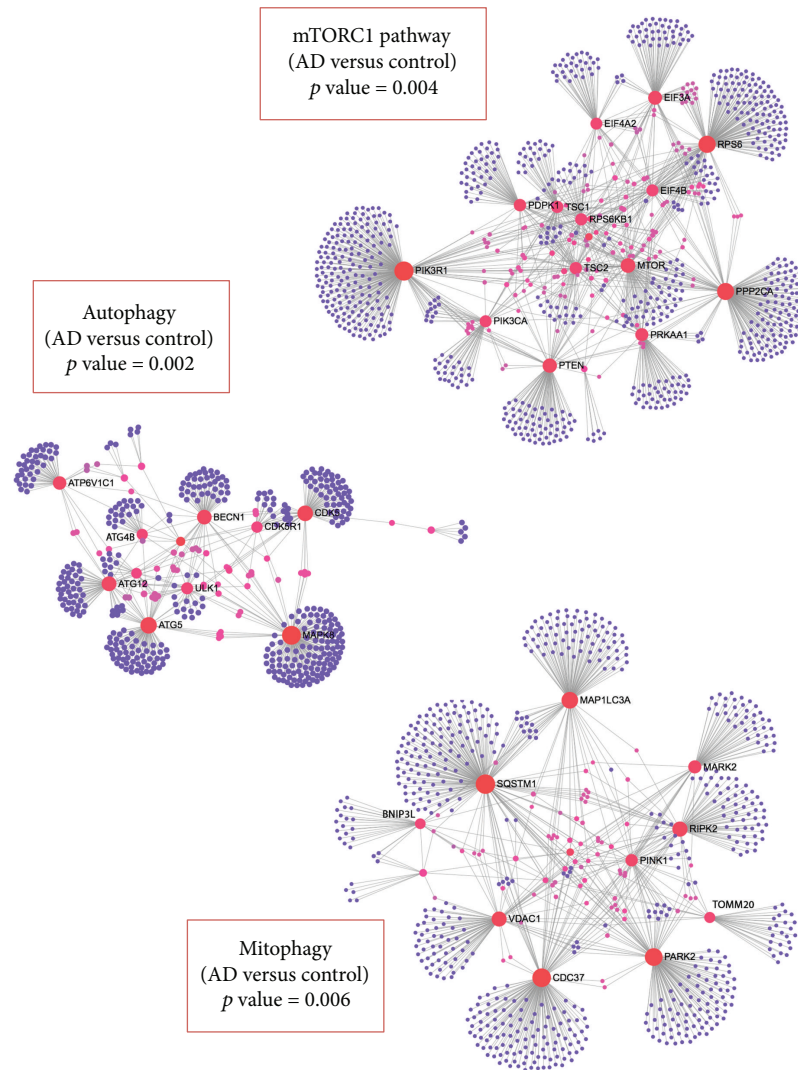 mTORC1 pathway
(AD versus control)
p value = 0.004
EIF3A
EIF4A2
RPS6
EIF4B
PDPK1
TSC1
RPS6KB1
PIK3R1
TSC2
MTOR
PPP2CA
PIK3CA
PRKAA1
PTEN
Autophagy
(AD versus control)
p value = 0.002
ATP6V1C1
BECN1
CDK5
CDK5R1
ATG4B
ATG12
ULK1
ATG5
MAPK8
MAP1LC3A
MARK2
SQSTM1
BNIP3L
RIPK2
PINK1
TOMM20
VDAC1
PARK2
CDC37
Mitophagy
(AD versus control)
p value = 0.006